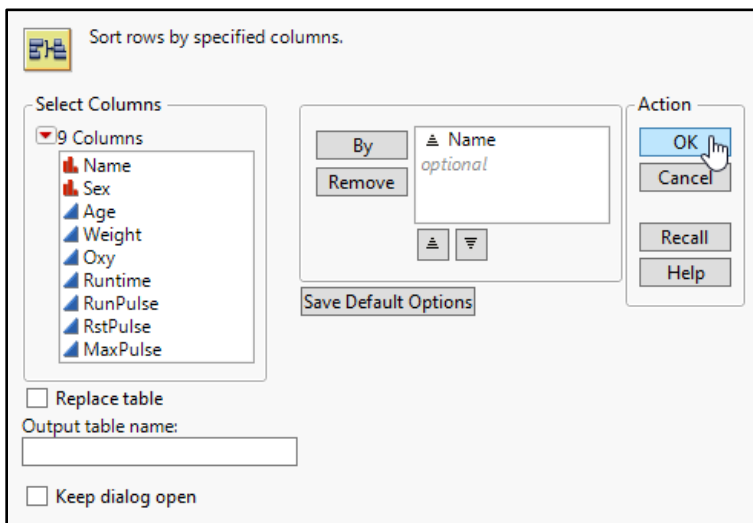 Sort rows by specified columns.
Select Columns
9 Columns
Name
Sex
Age
Weight
Oxy
Runtime
RunPulse
RstPulse
MaxPulse
By
Remove
Name
optional
Save Default Options
Action
OK
Cancel
Recall
Help
Replace table
Output table name:
Keep dialog open